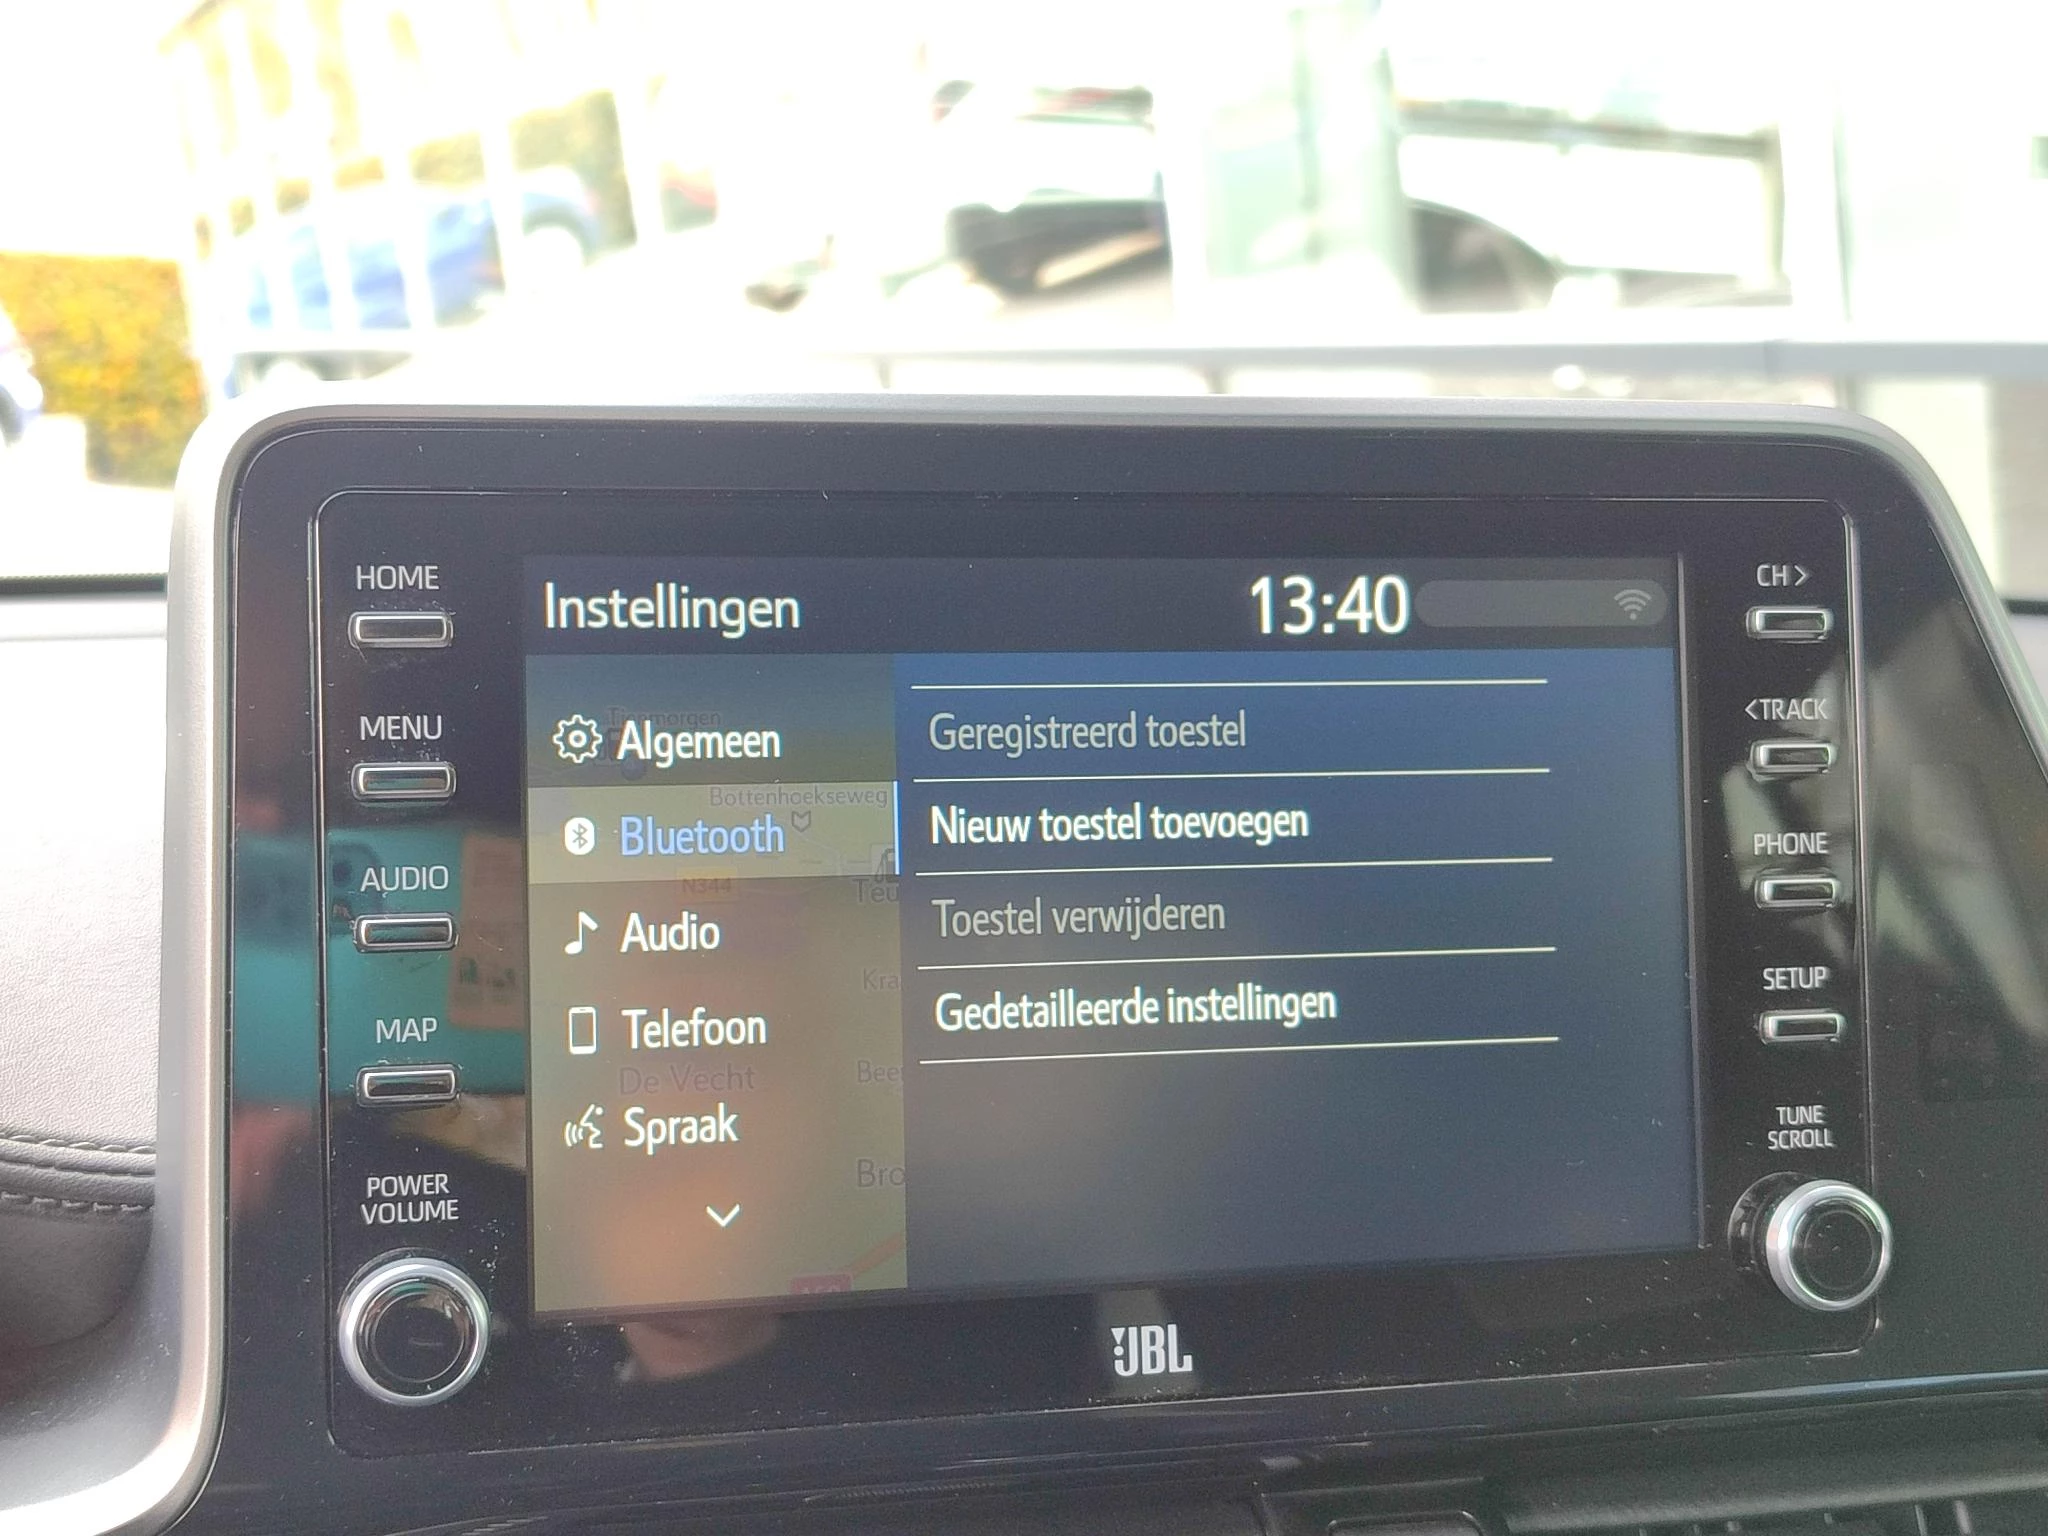 HOME
MENU
AUDIO
MAP
POWER
VOLUME
Instellingen
13:40
Algemeen
Bluetooth
Audio
Telefoon
Spraak
Bottenhoekseweg
N344
De Vecht
Geregistreerd toestel
Nieuw toestel toevoegen
Toestel verwijderen
Gedetailleerde instellingen
CH>
<TRACK
PHONE
SETUP
TUNE
SCROLL
JBL